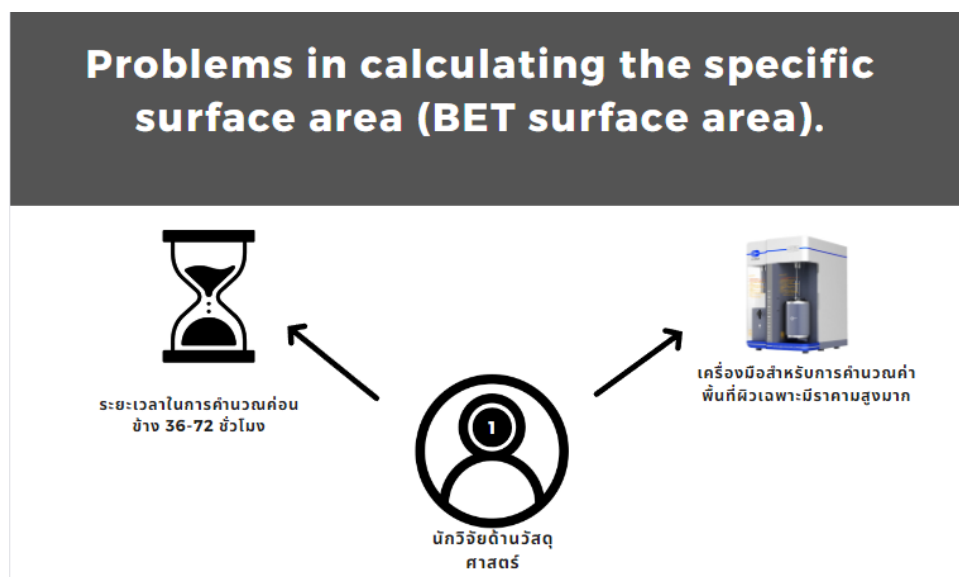 Problems in calculating the specific
surface area (BET surface area).
ระยะเวลาในการคำนวณค่อน
ข้าง 36-72 ชั่วโมง
เครื่องมือสำหรับการคำนวณค่า
พื้นที่ผิวเฉพาะมีราคามสูงมาก
1
นักวิจัยด้านวัสดุ
ศาสตร์